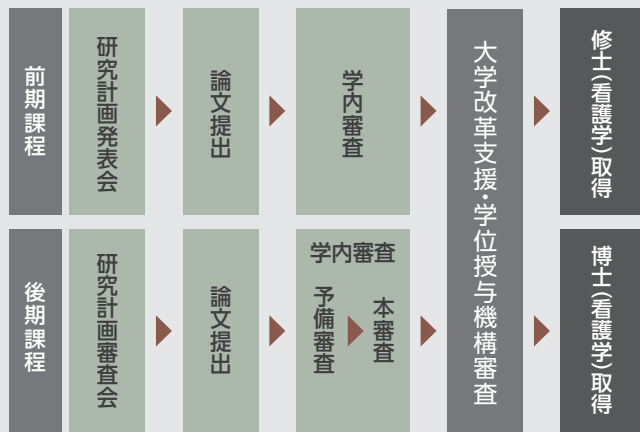 前期課程
研究計画発表会
論文提出
学内審査
大学改革支援・学位授与機構審査
修士(看護学)取得
後期課程
研究計画審査会
論文提出
学内審査
予備審査
本審査
博士(看護学)取得